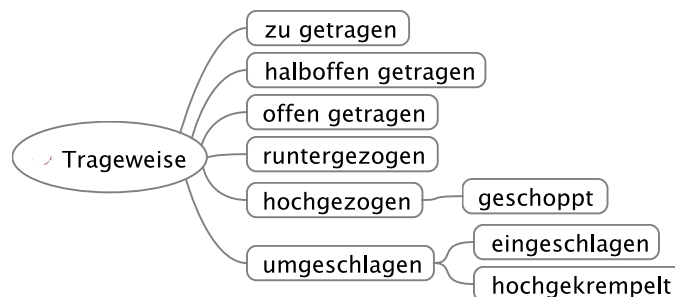 zu getragen
halboffen getragen
offen getragen
Trageweise
runtergezogen
hochgezogen
geschoppt
umgeschlagen
eingeschlagen
hochgekrempelt